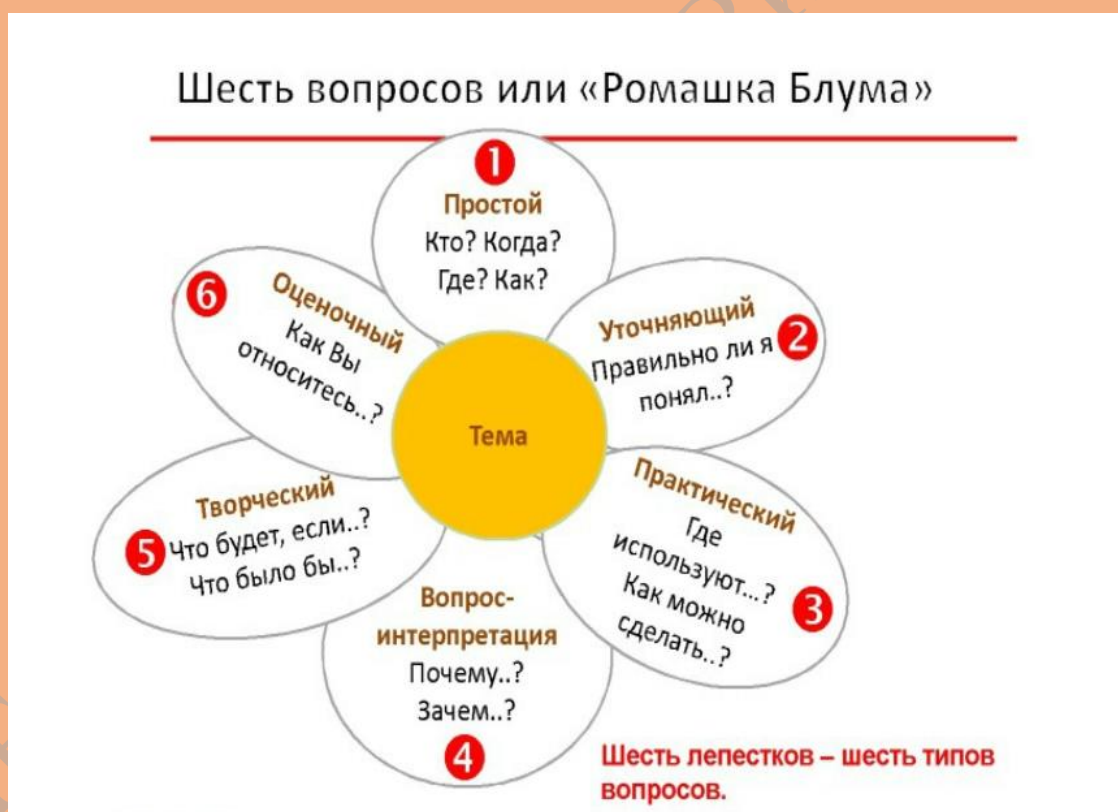 Шесть вопросов или «Ромашка Блума»
1
Простой
Кто? Когда?
Где? Как?
2
Уточняющий
Правильно ли я
понял..?
3
Практический
Где
используют...?
Как можно
сделать..?
4
Вопрос-
интерпретация
Почему..?
Зачем..?
5
Творческий
Что будет, если..?
Что было бы..?
6
Оценочный
Как Вы
относитесь..?
Тема
Шесть лепестков – шесть типов
вопросов.